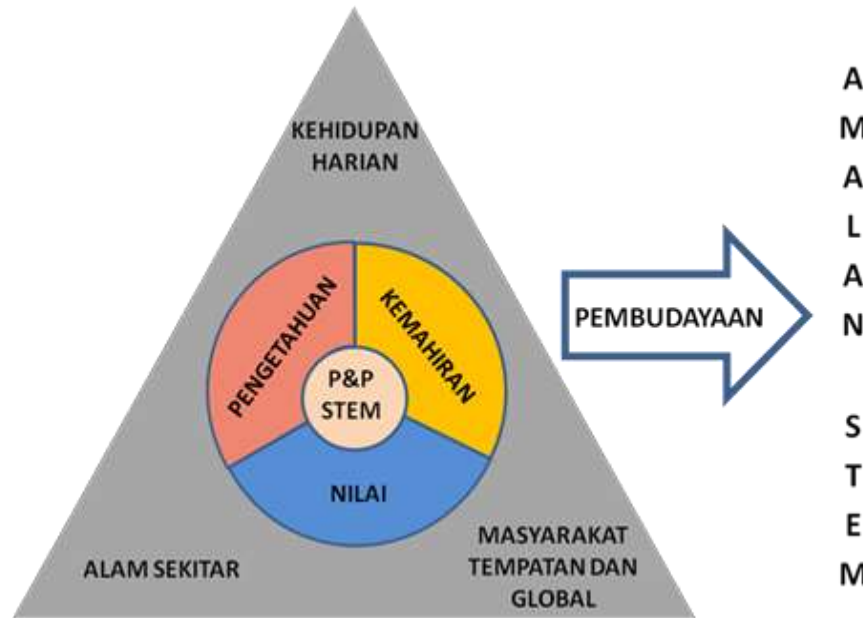 KEHIDUPAN
HARIAN
PENGETAHUAN
KEMAHIRAN
P&P
STEM
NILAI
ALAM SEKITAR
MASYARAKAT
TEMPATAN DAN
GLOBAL
PEMBUDAYAAN
A
M
A
L
A
N
S
T
E
M